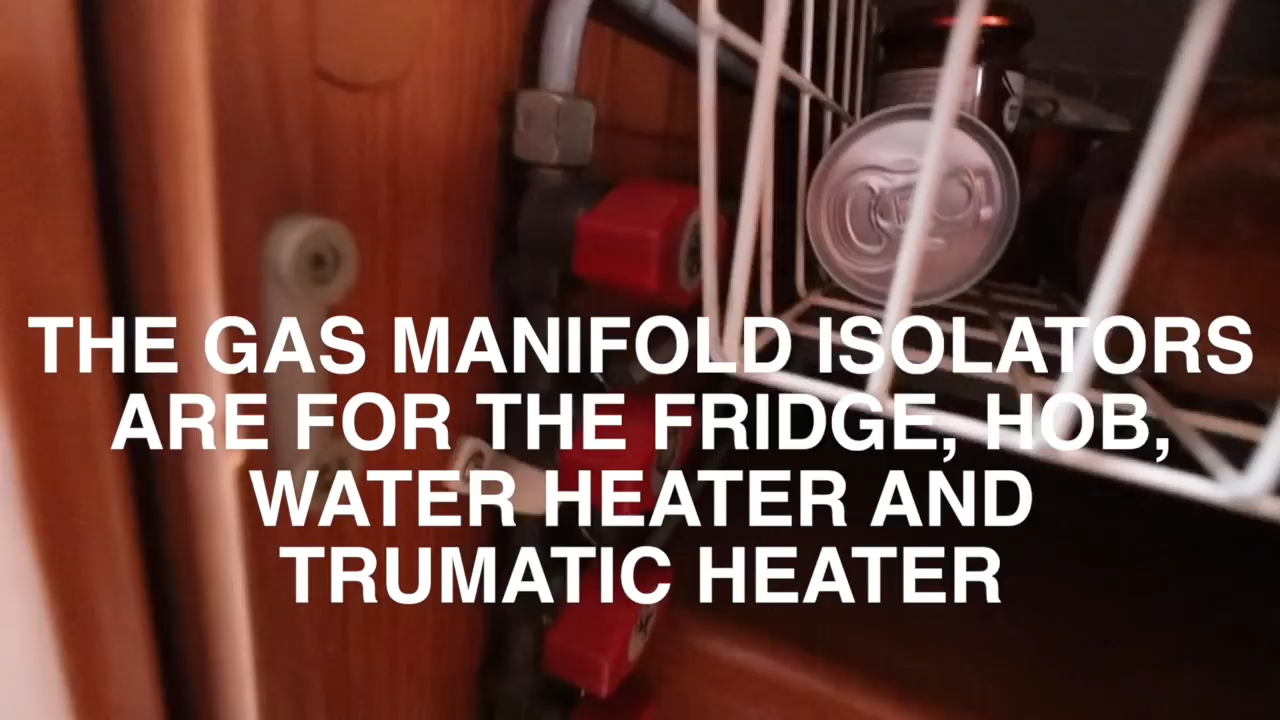 THE GAS MANIFOLD ISOLATORS
ARE FOR THE FRIDGE, HOB,
WATER HEATER AND
TRUMATIC HEATER